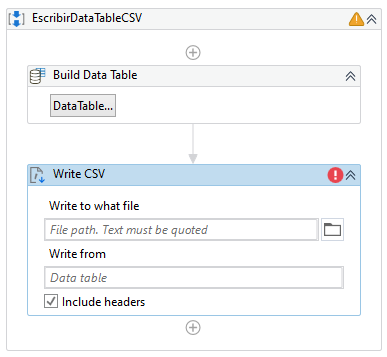 EscribirDataTableCSV
Build Data Table
DataTable...
Write CSV
Write to what file
File path. Text must be quoted
Write from
Data table
Include headers